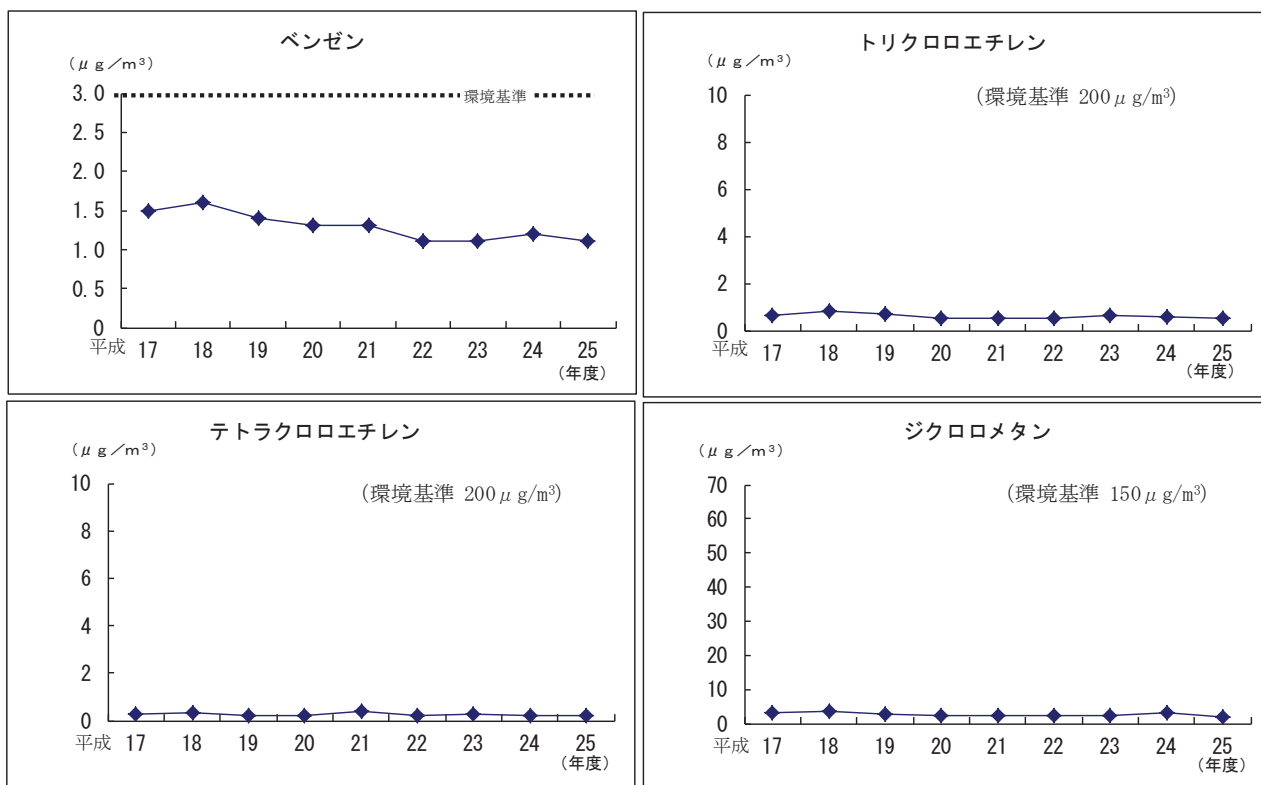 ベンゼン
(μg/m³)
3.0
環境基準
2.5
2.0
1.5
1.0
0.5
0
平成 17 18 19 20 21 22 23 24 25
(年度)
トリクロロエチレン
(μg/m³)
10
(環境基準 200μg/m³)
8
6
4
2
0
平成 17 18 19 20 21 22 23 24 25
(年度)
テトラクロロエチレン
(μg/m³)
10
(環境基準 200μg/m³)
8
6
4
2
0
平成 17 18 19 20 21 22 23 24 25
(年度)
ジクロロメタン
(μg/m³)
70
(環境基準 150μg/m³)
60
50
40
30
20
10
0
平成 17 18 19 20 21 22 23 24 25
(年度)